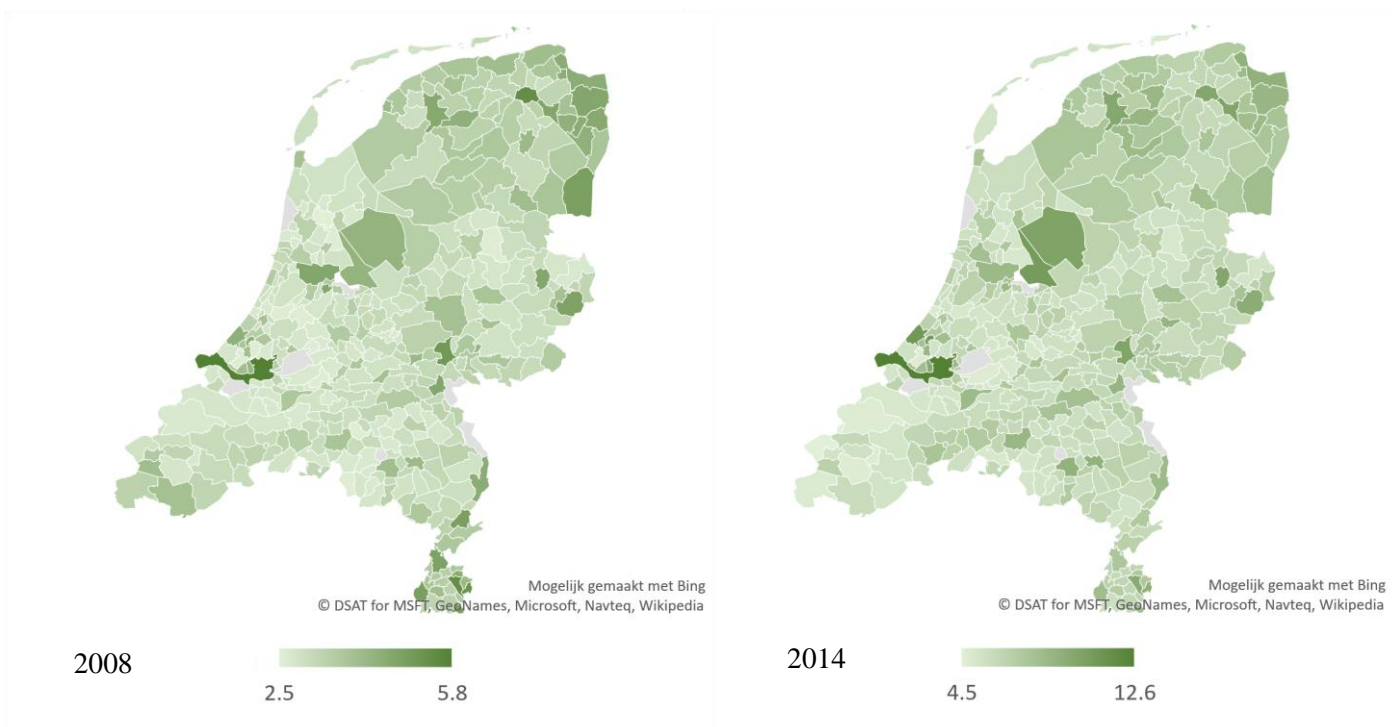 Mogelijk gemaakt met Bing
© DSAT for MSFT, GeoNames, Microsoft, Navteq, Wikipedia
2008
2.5 5.8
Mogelijk gemaakt met Bing
© DSAT for MSFT, GeoNames, Microsoft, Navteq, Wikipedia
2014
4.5 12.6